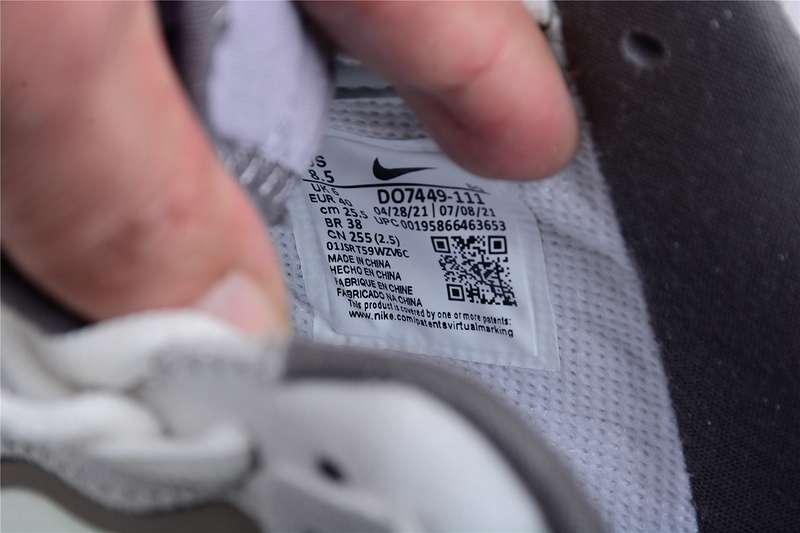 US
8.5
UK 6
EUR 40
cm 25.5
BR 38
CN 255 (2.5)
DO7449-111
04/28/21 | 07/08/21
UPC 00195866463653
01JSRT59WZV6C
MADE IN CHINA
HECHO EN CHINA
FABRIQUÉ EN CHINE
FABRICADO NA CHINA
This product is covered by one or more patents:
www.nike.com/patentsvirtualmarking